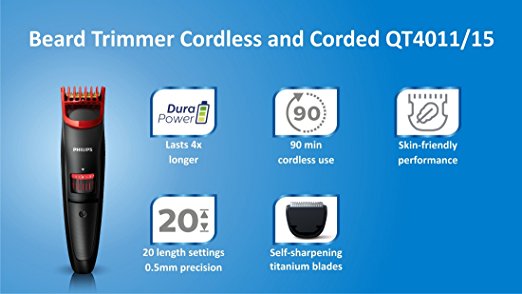 Beard Trimmer Cordless and Corded QT4011/15
PHILIPS
Dura
Power
Lasts 4x
longer
90
90 min
cordless use
Skin-friendly
performance
20
20 length settings
0.5mm precision
Self-sharpening
titanium blades